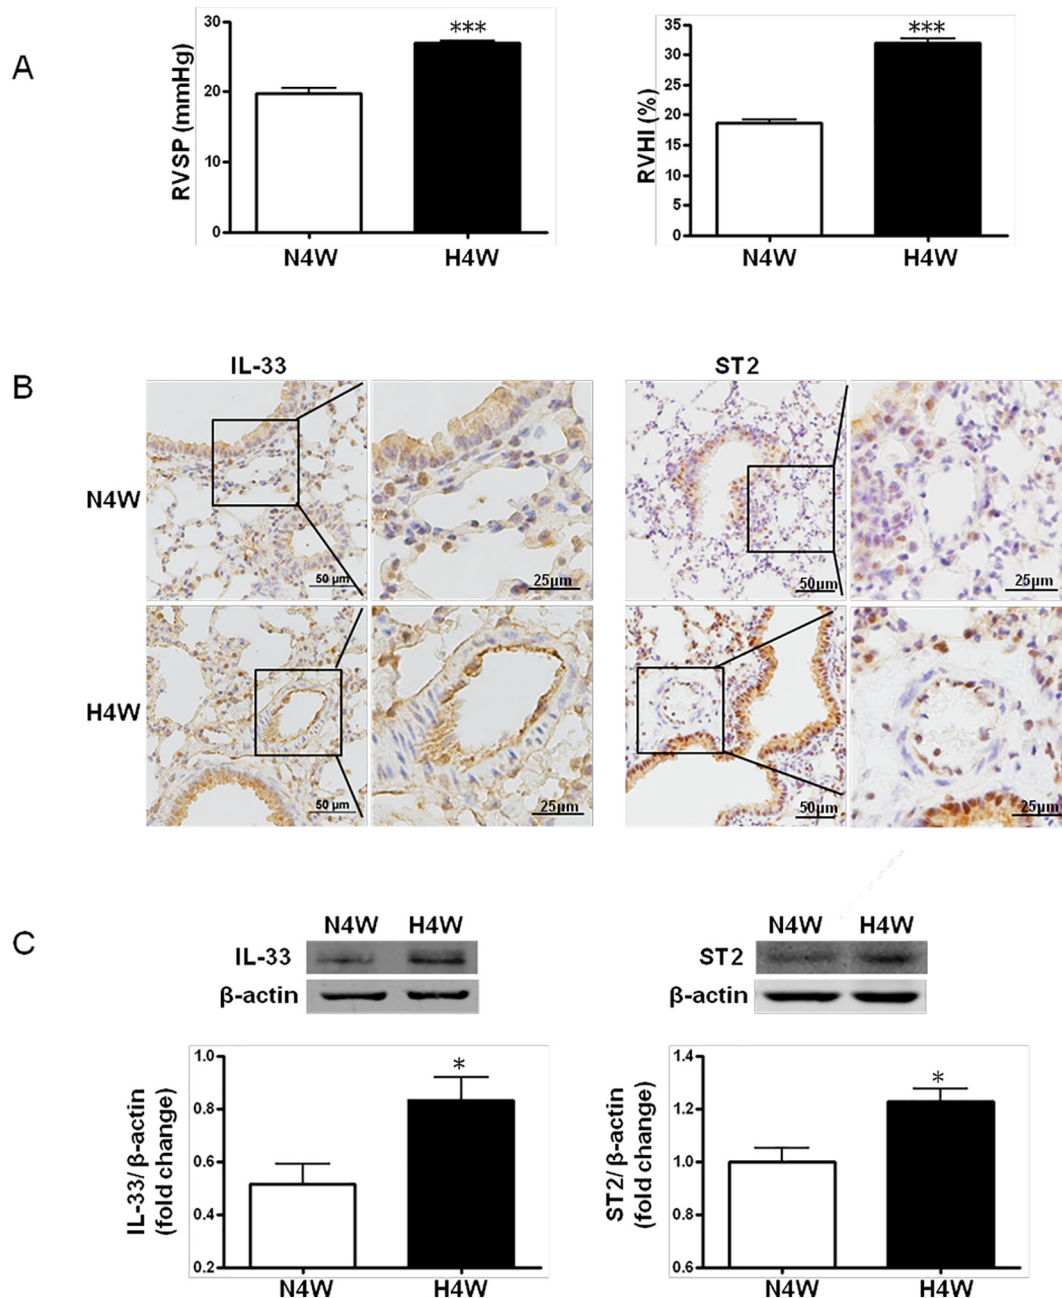 A
RVSP (mmHg)
30
20
10
0
***
N4W
H4W
RVHI (%)
35
30
25
20
15
10
5
0
***
N4W
H4W
B
IL-33
ST2
N4W
50 μm
25μm
50μm
25μm
H4W
50 μm
25μm
50μm
25μm
C
N4W H4W
IL-33
β-actin
N4W H4W
ST2
β-actin
IL-33/ β-actin
(fold change)
1.0
0.8
0.6
0.4
0.2
*
N4W
H4W
ST2/ β-actin
(fold change)
1.4
1.2
1.0
0.8
0.6
*
N4W
H4W